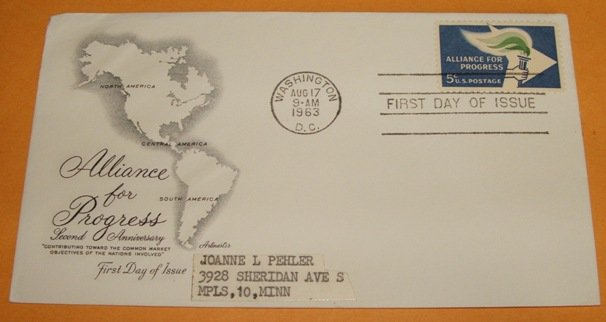 NORTH AMERICA
CENTRAL AMERICA
SOUTH AMERICA
Alliance
for
Progress
Second Anniversary
"CONTRIBUTING TOWARD THE COMMON MARKET
OBJECTIVES OF THE NATIONS INVOLVED"
First Day of Issue
Artmaster
WASHINGTON
AUG 17
9-AM
1963
D.C.
ALLIANCE FOR
PROGRESS
5¢ U.S. POSTAGE
FIRST DAY OF ISSUE
JOANNE L PEHLER
3928 SHERIDAN AVE S
MPLS,10,MINN